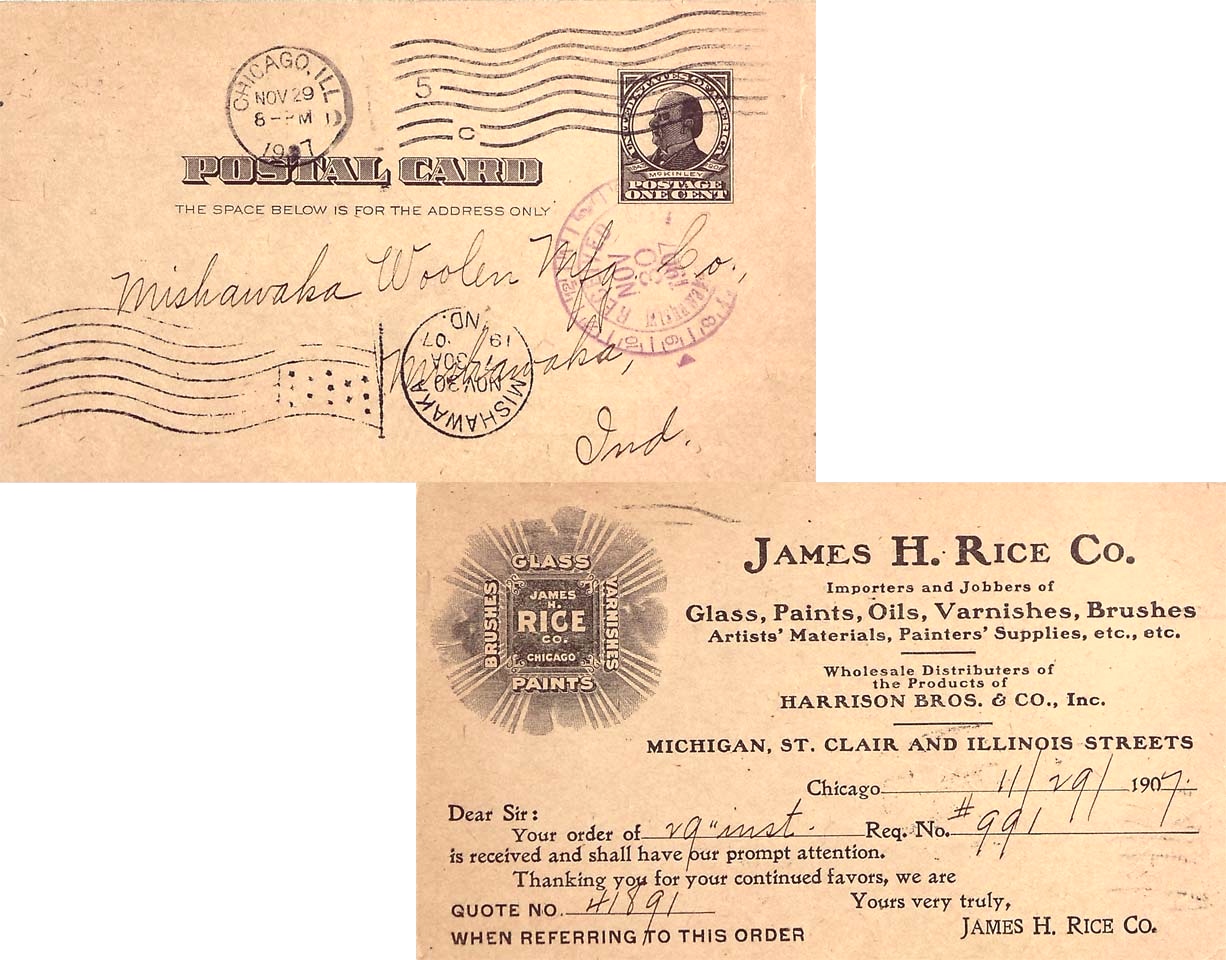 CHICAGO, ILL
NOV 29
8-PM D
1907
5
C
UNITED STATES OF AMERICA
McKINLEY
POSTAGE
ONE CENT
POSTAL CARD
THE SPACE BELOW IS FOR THE ADDRESS ONLY
Mishawaka Woolen Mfg. Co.,
Mishawaka,
Ind.
RECEIVED
NOV
30
1907
MISHAWAKA
NOV 30
30A
19 07
IND.
GLASS
BRUSHES
VARNISHES
PAINTS
JAMES
H.
RICE
CO.
CHICAGO
JAMES H. RICE CO.
Importers and Jobbers of
Glass, Paints, Oils, Varnishes, Brushes
Artists' Materials, Painters' Supplies, etc., etc.
Wholesale Distributers of
the Products of
HARRISON BROS. & CO., Inc.
MICHIGAN, ST. CLAIR AND ILLINOIS STREETS
Chicago 11/29/ 1907.
Dear Sir:
Your order of 29" inst. Req. No. #991
is received and shall have our prompt attention.
Thanking you for your continued favors, we are
Yours very truly,
QUOTE NO. 41891
JAMES H. RICE CO.
WHEN REFERRING TO THIS ORDER